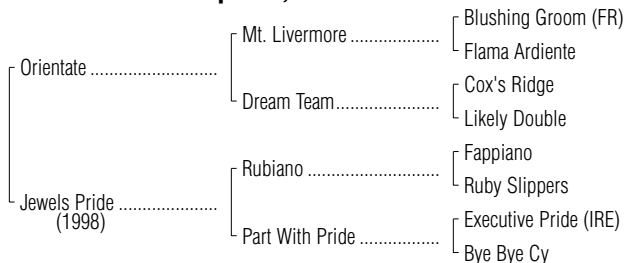 Blushing Groom (FR)
Mt. Livermore
Flama Ardiente
Orientate
Cox's Ridge
Dream Team
Likely Double
Fappiano
Rubiano
Ruby Slippers
Jewels Pride
(1998)
Executive Pride (IRE)
Part With Pride
Bye Bye Cy